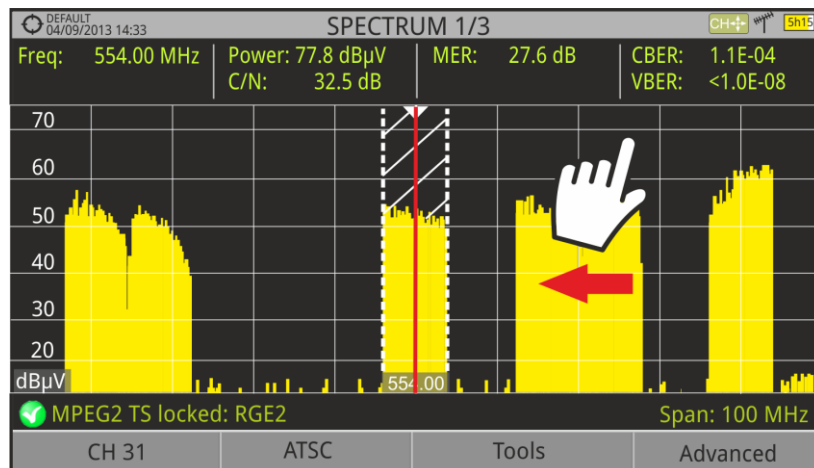 DEFAULT
04/09/2013 14:33
SPECTRUM 1/3
CH
5h15
Freq: 554.00 MHz
Power: 77.8 dBµV
C/N: 32.5 dB
MER: 27.6 dB
CBER: 1.1E-04
VBER: <1.0E-08
70
60
50
40
30
20
dBµV
554.00
MPEG2 TS locked: RGE2
Span: 100 MHz
CH 31
ATSC
Tools
Advanced